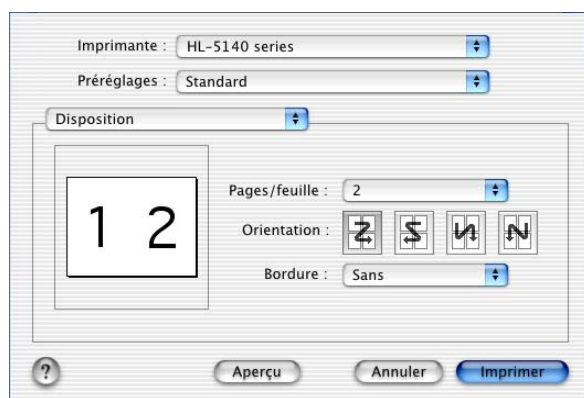 Imprimante : HL-5140 series
Préréglages : Standard
Disposition
1 2
Pages/feuille : 2
Orientation :
Bordure : Sans
? Aperçu Annuler Imprimer